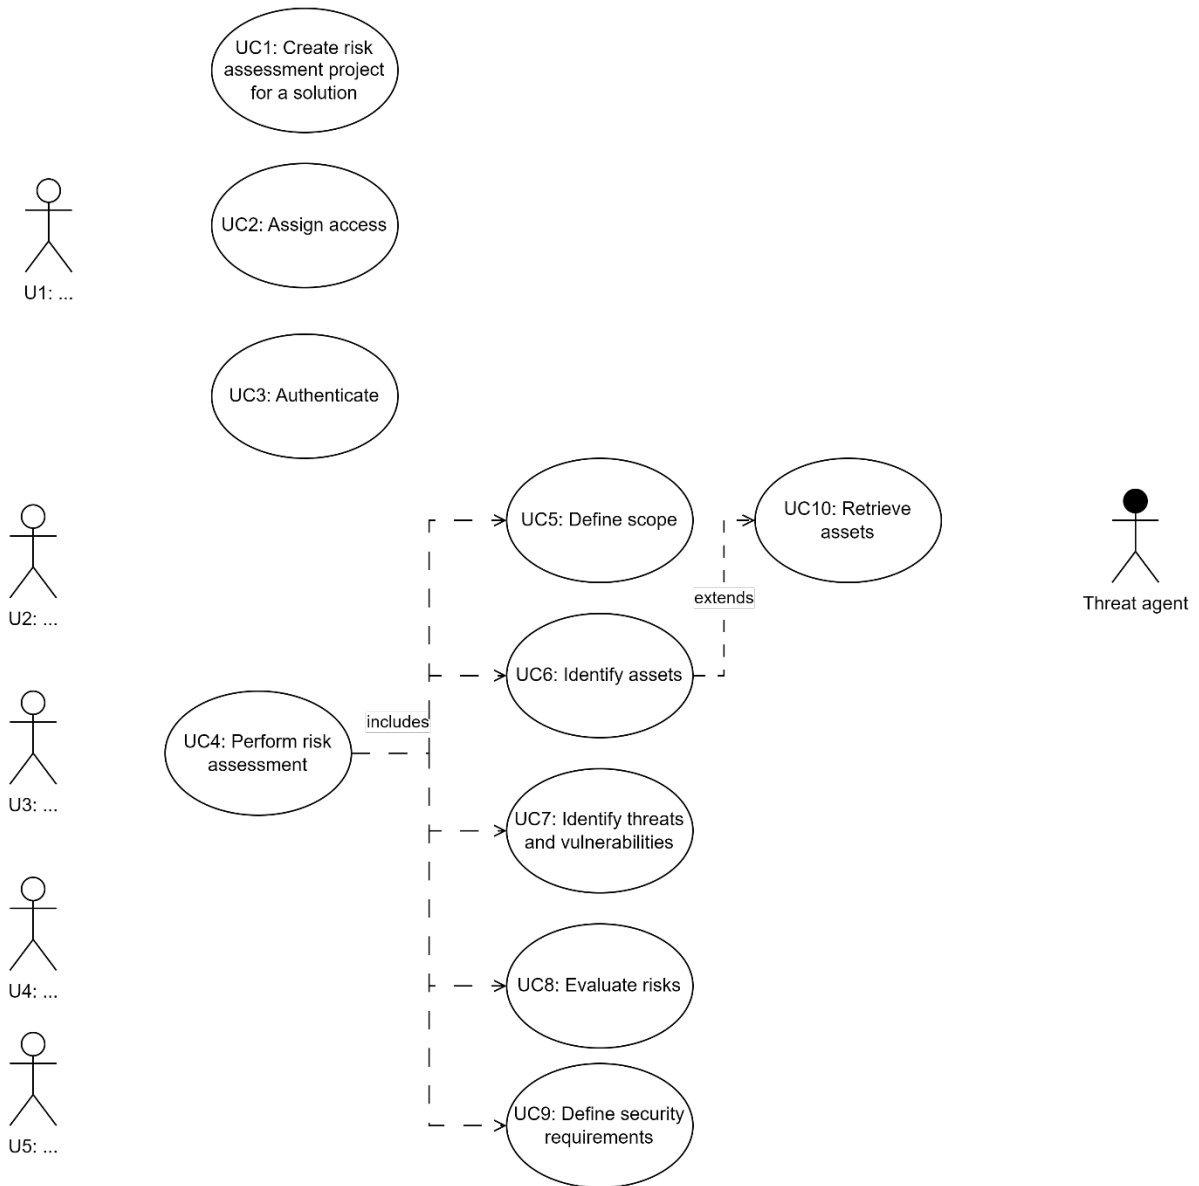 UC1: Create risk
assessment project
for a solution
UC2: Assign access
U1: ...
UC3: Authenticate
UC5: Define scope
UC10: Retrieve
assets
U2: ...
extends
Threat agent
UC6: Identify assets
includes
UC4: Perform risk
assessment
U3: ...
UC7: Identify threats
and vulnerabilities
U4: ...
UC8: Evaluate risks
UC9: Define security
requirements
U5: ...